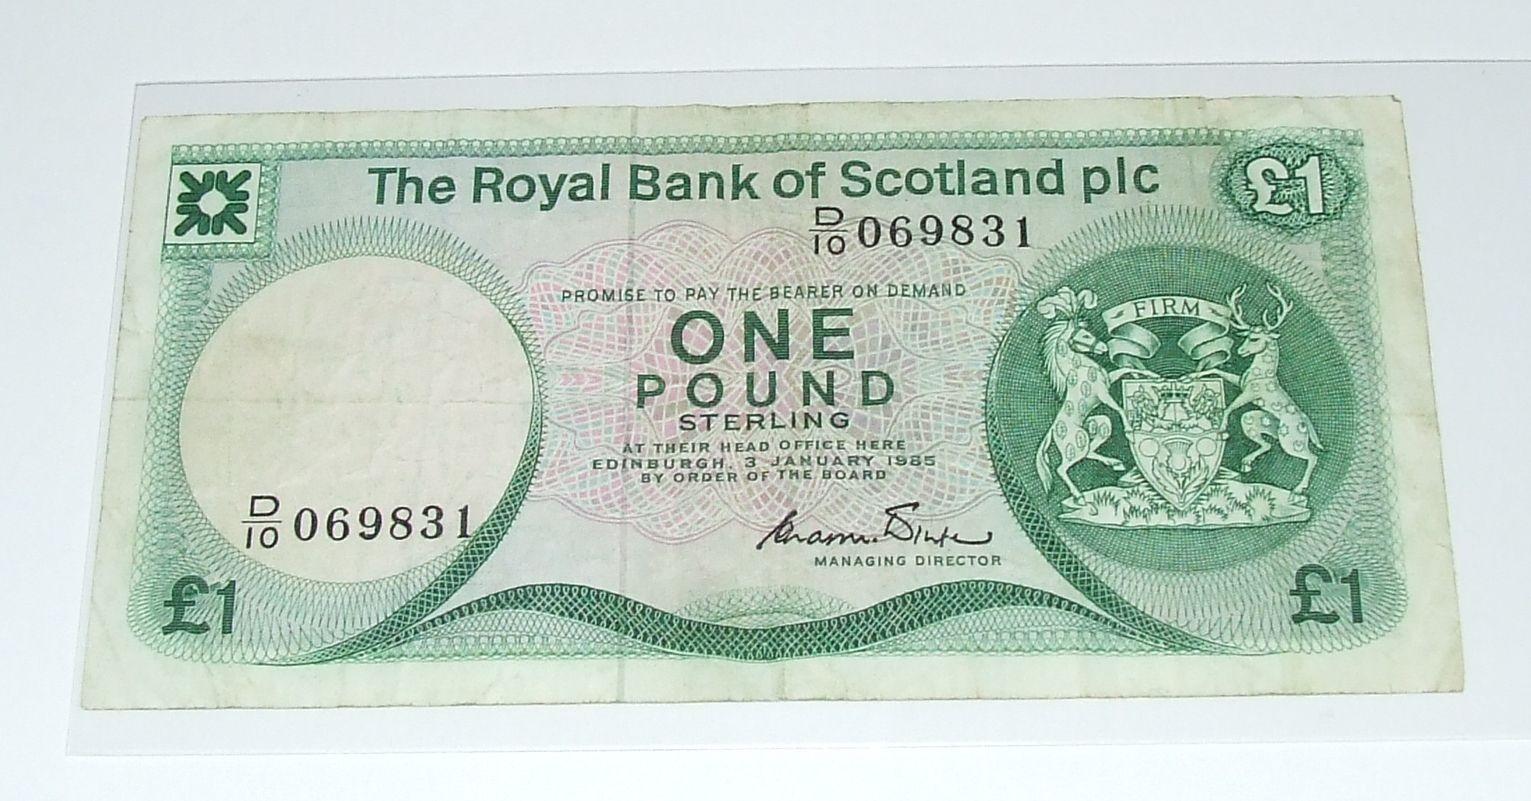 The Royal Bank of Scotland plc
£1
D/10 069831
PROMISE TO PAY THE BEARER ON DEMAND
ONE
POUND
STERLING
AT THEIR HEAD OFFICE HERE
EDINBURGH, 3 JANUARY 1985
BY ORDER OF THE BOARD
FIRM
D/10 069831
MANAGING DIRECTOR
£1
£1